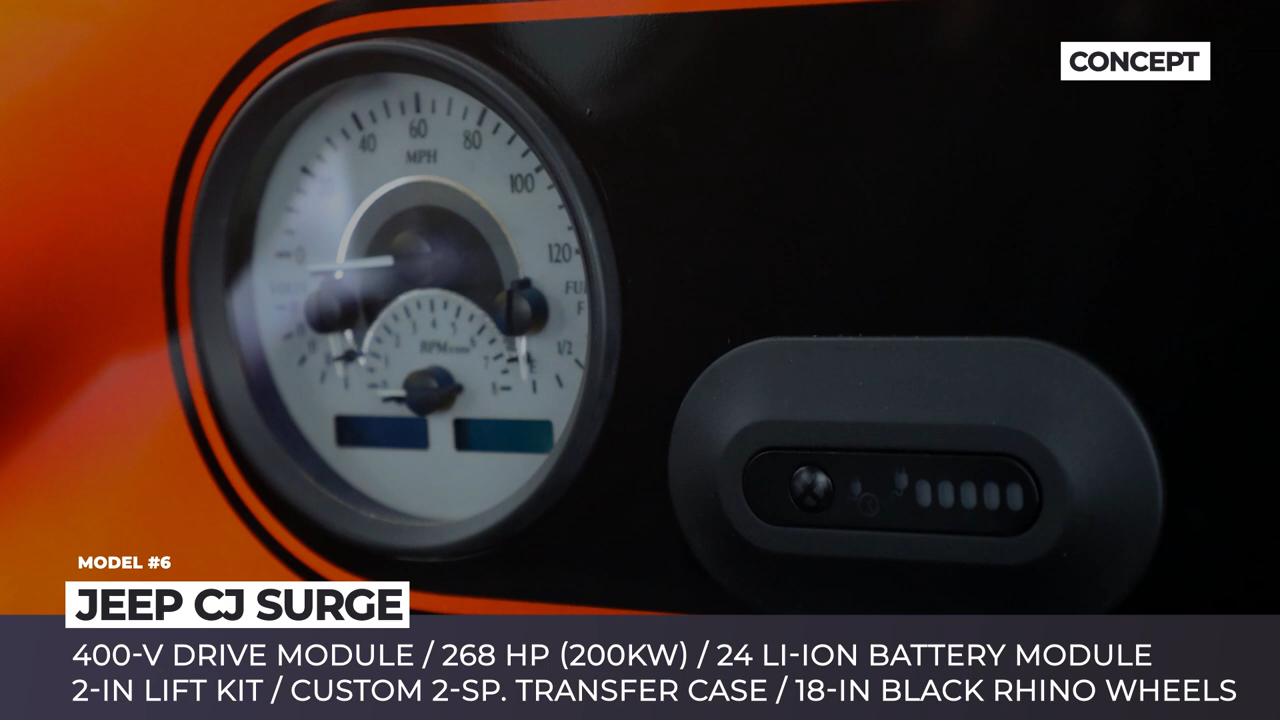 CONCEPT
40 60 80
MPH
100
0
120
F
1/2
E
RPM
MODEL #6
JEEP CJ SURGE
400-V DRIVE MODULE / 268 HP (200KW) / 24 LI-ION BATTERY MODULE
2-IN LIFT KIT / CUSTOM 2-SP. TRANSFER CASE / 18-IN BLACK RHINO WHEELS